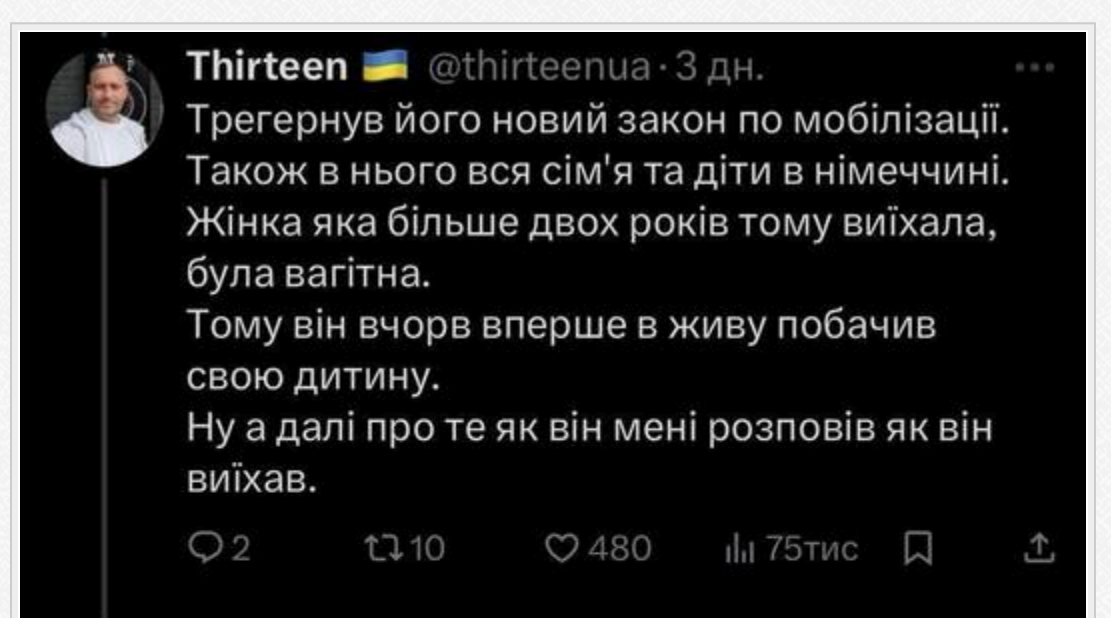 Thirteen 🇺🇦 @thirteenua · 3 дн.
Трегернув його новий закон по мобілізації.
Також в нього вся сім'я та діти в німеччині.
Жінка яка більше двох років тому виїхала,
була вагітна.
Тому він вчорв вперше в живу побачив
свою дитину.
Ну а далі про те як він мені розповів як він
виїхав.
2 10 480 75тис